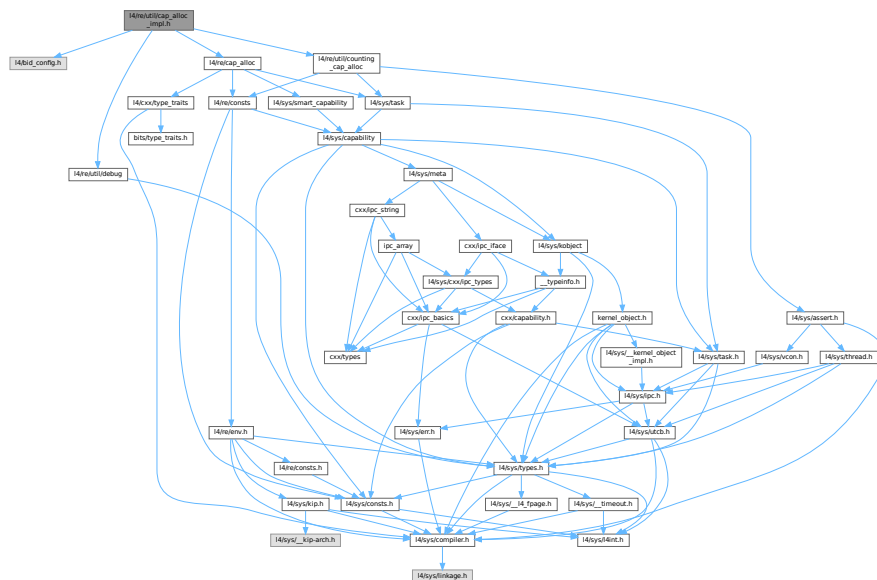 l4/re/util/cap_alloc
_impl.h
l4/bid_config.h
l4/re/cap_alloc
l4/re/util/counting
_cap_alloc
l4/cxx/type_traits
l4/re/consts
l4/sys/smart_capability
l4/sys/task
bits/type_traits.h
l4/sys/capability
l4/re/util/debug
l4/sys/meta
cxx/ipc_string
ipc_array
cxx/ipc_iface
l4/sys/kobject
l4/sys/cxx/ipc_types
__typeinfo.h
cxx/ipc_basics
cxx/capability.h
kernel_object.h
l4/sys/assert.h
cxx/types
l4/sys/__kernel_object
_impl.h
l4/sys/task.h
l4/sys/vcon.h
l4/sys/thread.h
l4/sys/ipc.h
l4/re/env.h
l4/sys/err.h
l4/sys/utcb.h
l4/re/consts.h
l4/sys/types.h
l4/sys/kip.h
l4/sys/consts.h
l4/sys/__l4_fpage.h
l4/sys/__timeout.h
l4/sys/__kip-arch.h
l4/sys/compiler.h
l4/sys/l4int.h
l4/sys/linkage.h